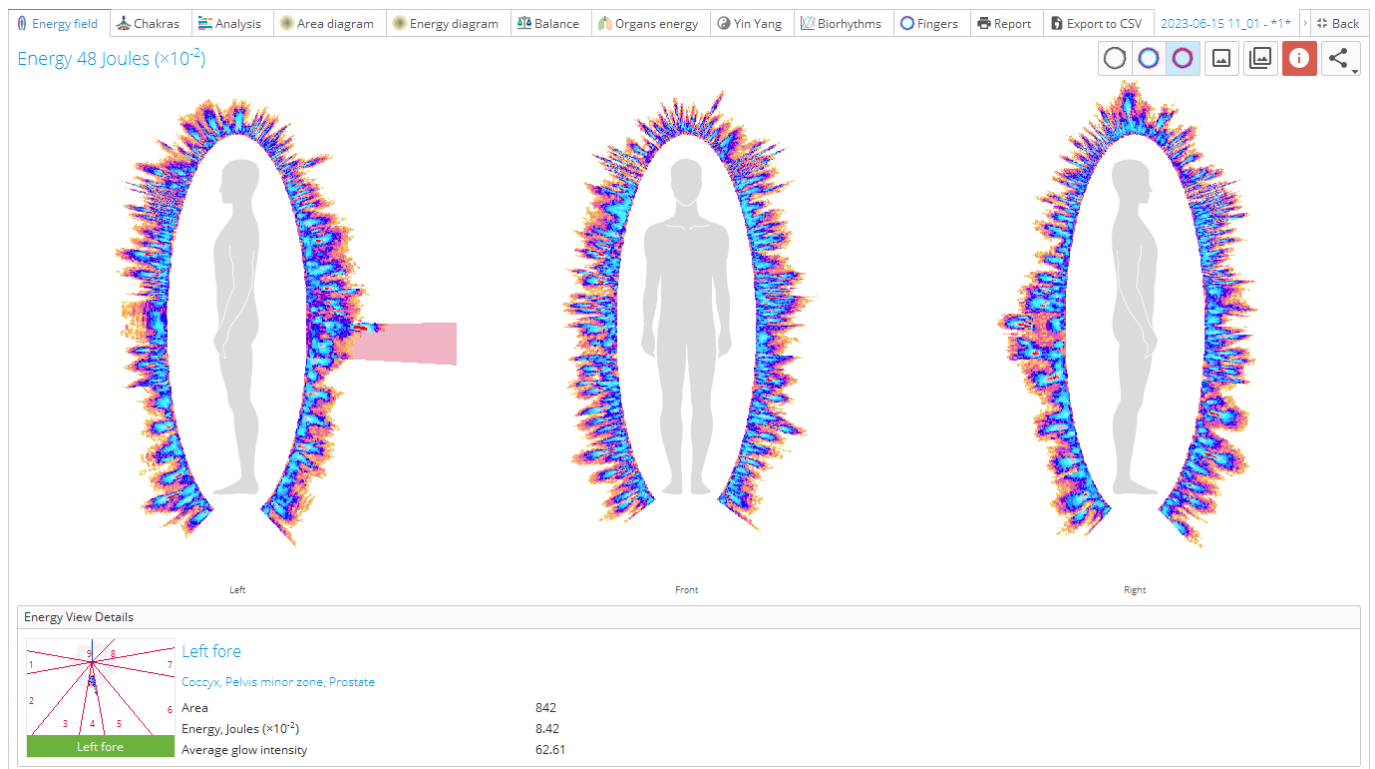 Energy field Chakras Analysis Area diagram Energy diagram Balance Organs energy Yin Yang Biorhythms Fingers Report Export to CSV 2023-06-15 11_01 - *1* › Back
Energy 48 Joules (×10⁻²)
Left Front Right
Energy View Details
Left fore
Coccyx, Pelvis minor zone, Prostate
Area 842
Energy, Joules (×10⁻²) 8.42
Average glow intensity 62.61
9 8
1 7
2 6
3 4 5
Left fore